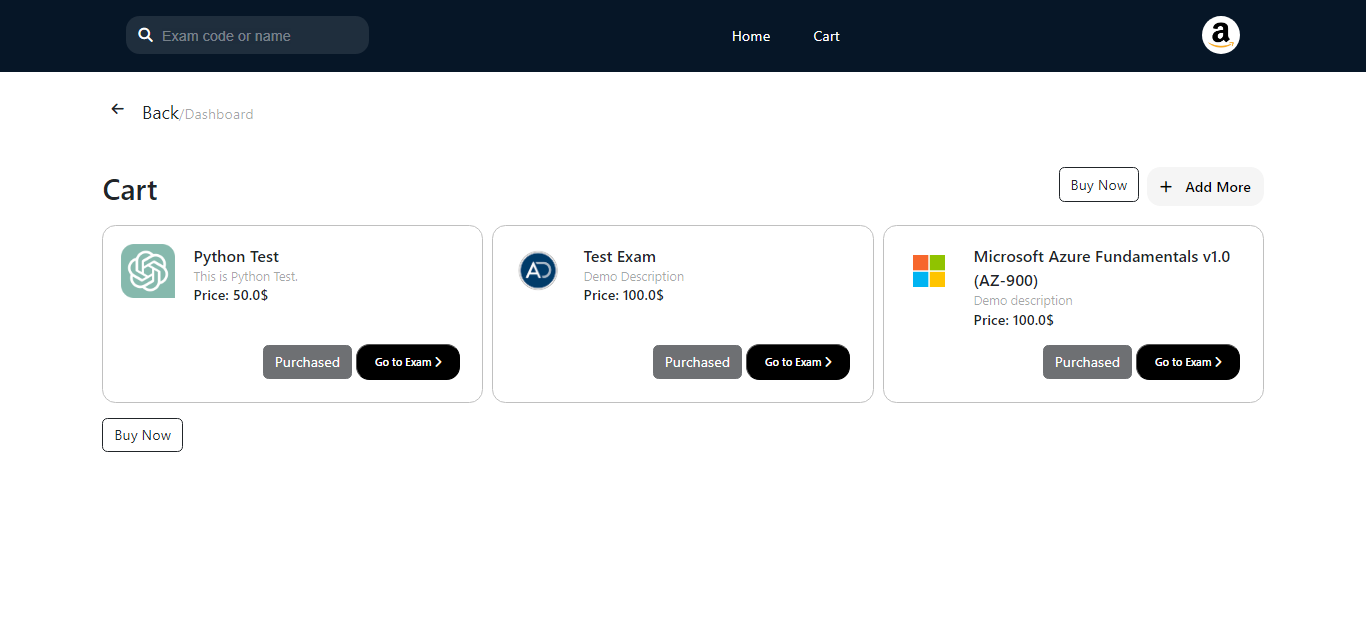 Exam code or name
Home
Cart
a
Back/Dashboard
Cart
Buy Now
+ Add More
Python Test
This is Python Test.
Price: 50.0$
Purchased
Go to Exam
AD
Test Exam
Demo Description
Price: 100.0$
Purchased
Go to Exam
Microsoft Azure Fundamentals v1.0
(AZ-900)
Demo description
Price: 100.0$
Purchased
Go to Exam
Buy Now